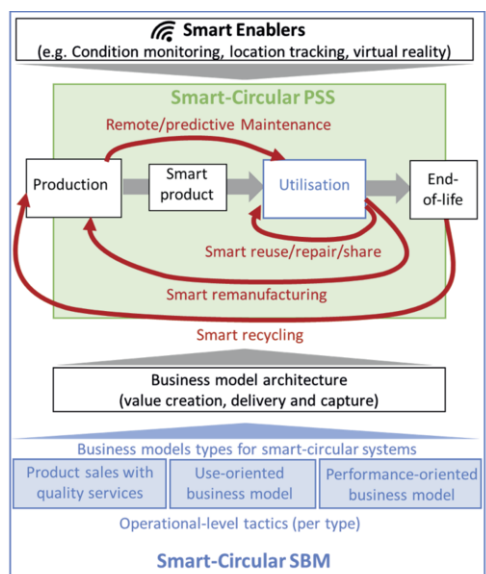 Smart Enablers
(e.g. Condition monitoring, location tracking, virtual reality)
Smart-Circular PSS
Remote/predictive Maintenance
Production
Smart
product
Utilisation
End-
of-life
Smart reuse/repair/share
Smart remanufacturing
Smart recycling
Business model architecture
(value creation, delivery and capture)
Business models types for smart-circular systems
Product sales with
quality services
Use-oriented
business model
Performance-oriented
business model
Operational-level tactics (per type)
Smart-Circular SBM